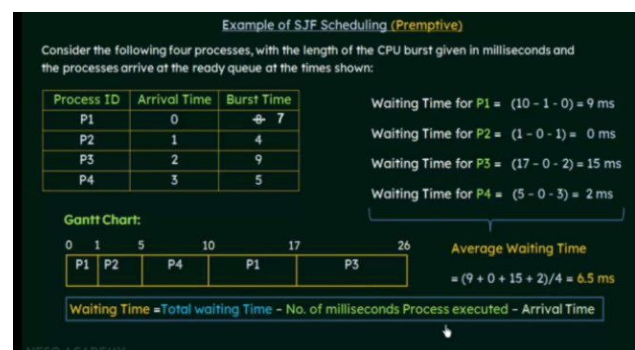 Example of SJF Scheduling (Premptive)
Consider the following four processes, with the length of the CPU burst given in milliseconds and
the processes arrive at the ready queue at the times shown:
Process ID Arrival Time Burst Time
P1 0 8 7
P2 1 4
P3 2 9
P4 3 5
Waiting Time for P1 = (10 - 1 - 0) = 9 ms
Waiting Time for P2 = (1 - 0 - 1) = 0 ms
Waiting Time for P3 = (17 - 0 - 2) = 15 ms
Waiting Time for P4 = (5 - 0 - 3) = 2 ms
Gantt Chart:
0 1 5 10 17 26
P1 P2 P4 P1 P3
Average Waiting Time
= (9 + 0 + 15 + 2)/4 = 6.5 ms
Waiting Time =Total waiting Time - No. of milliseconds Process executed - Arrival Time
NESO ACADEMY